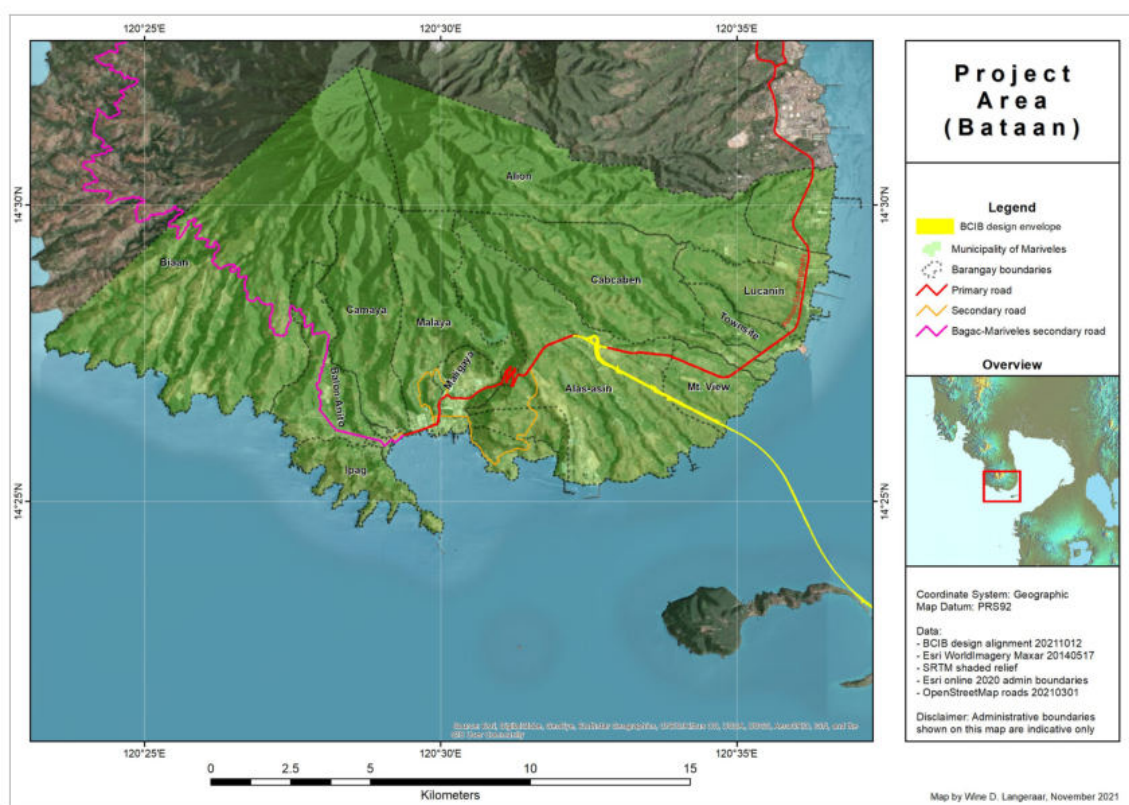 120°25'E
120°30'E
120°35'E
14°30'N
14°30'N
14°25'N
14°25'N
Alion
Biaan
Cabcaben
Lucanin
Camaya
Malaya
Townsite
Maligaya
Balon-Anito
Alas-asin
Mt. View
Ipag
120°25'E
120°30'E
120°35'E
0
2.5
5
10
15
Kilometers
Project
Area
(Bataan)
Legend
BCIB design envelope
Municipality of Mariveles
Barangay boundaries
Primary road
Secondary road
Bagac-Mariveles secondary road
Overview
Coordinate System: Geographic
Map Datum: PRS92
Data:
- BCIB design alignment 20211012
- Esri WorldImagery Maxar 20140517
- SRTM shaded relief
- Esri online 2020 admin boundaries
- OpenStreetMap roads 20210301
Disclaimer: Administrative boundaries
shown on this map are indicative only
Map by Wine D. Langeraar, November 2021